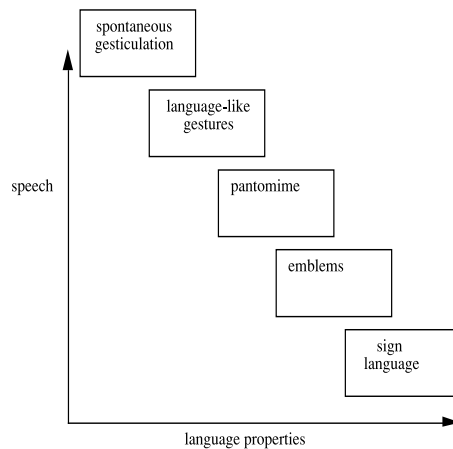 spontaneous
gesticulation
language-like
gestures
speech
pantomime
emblems
sign
language
language properties